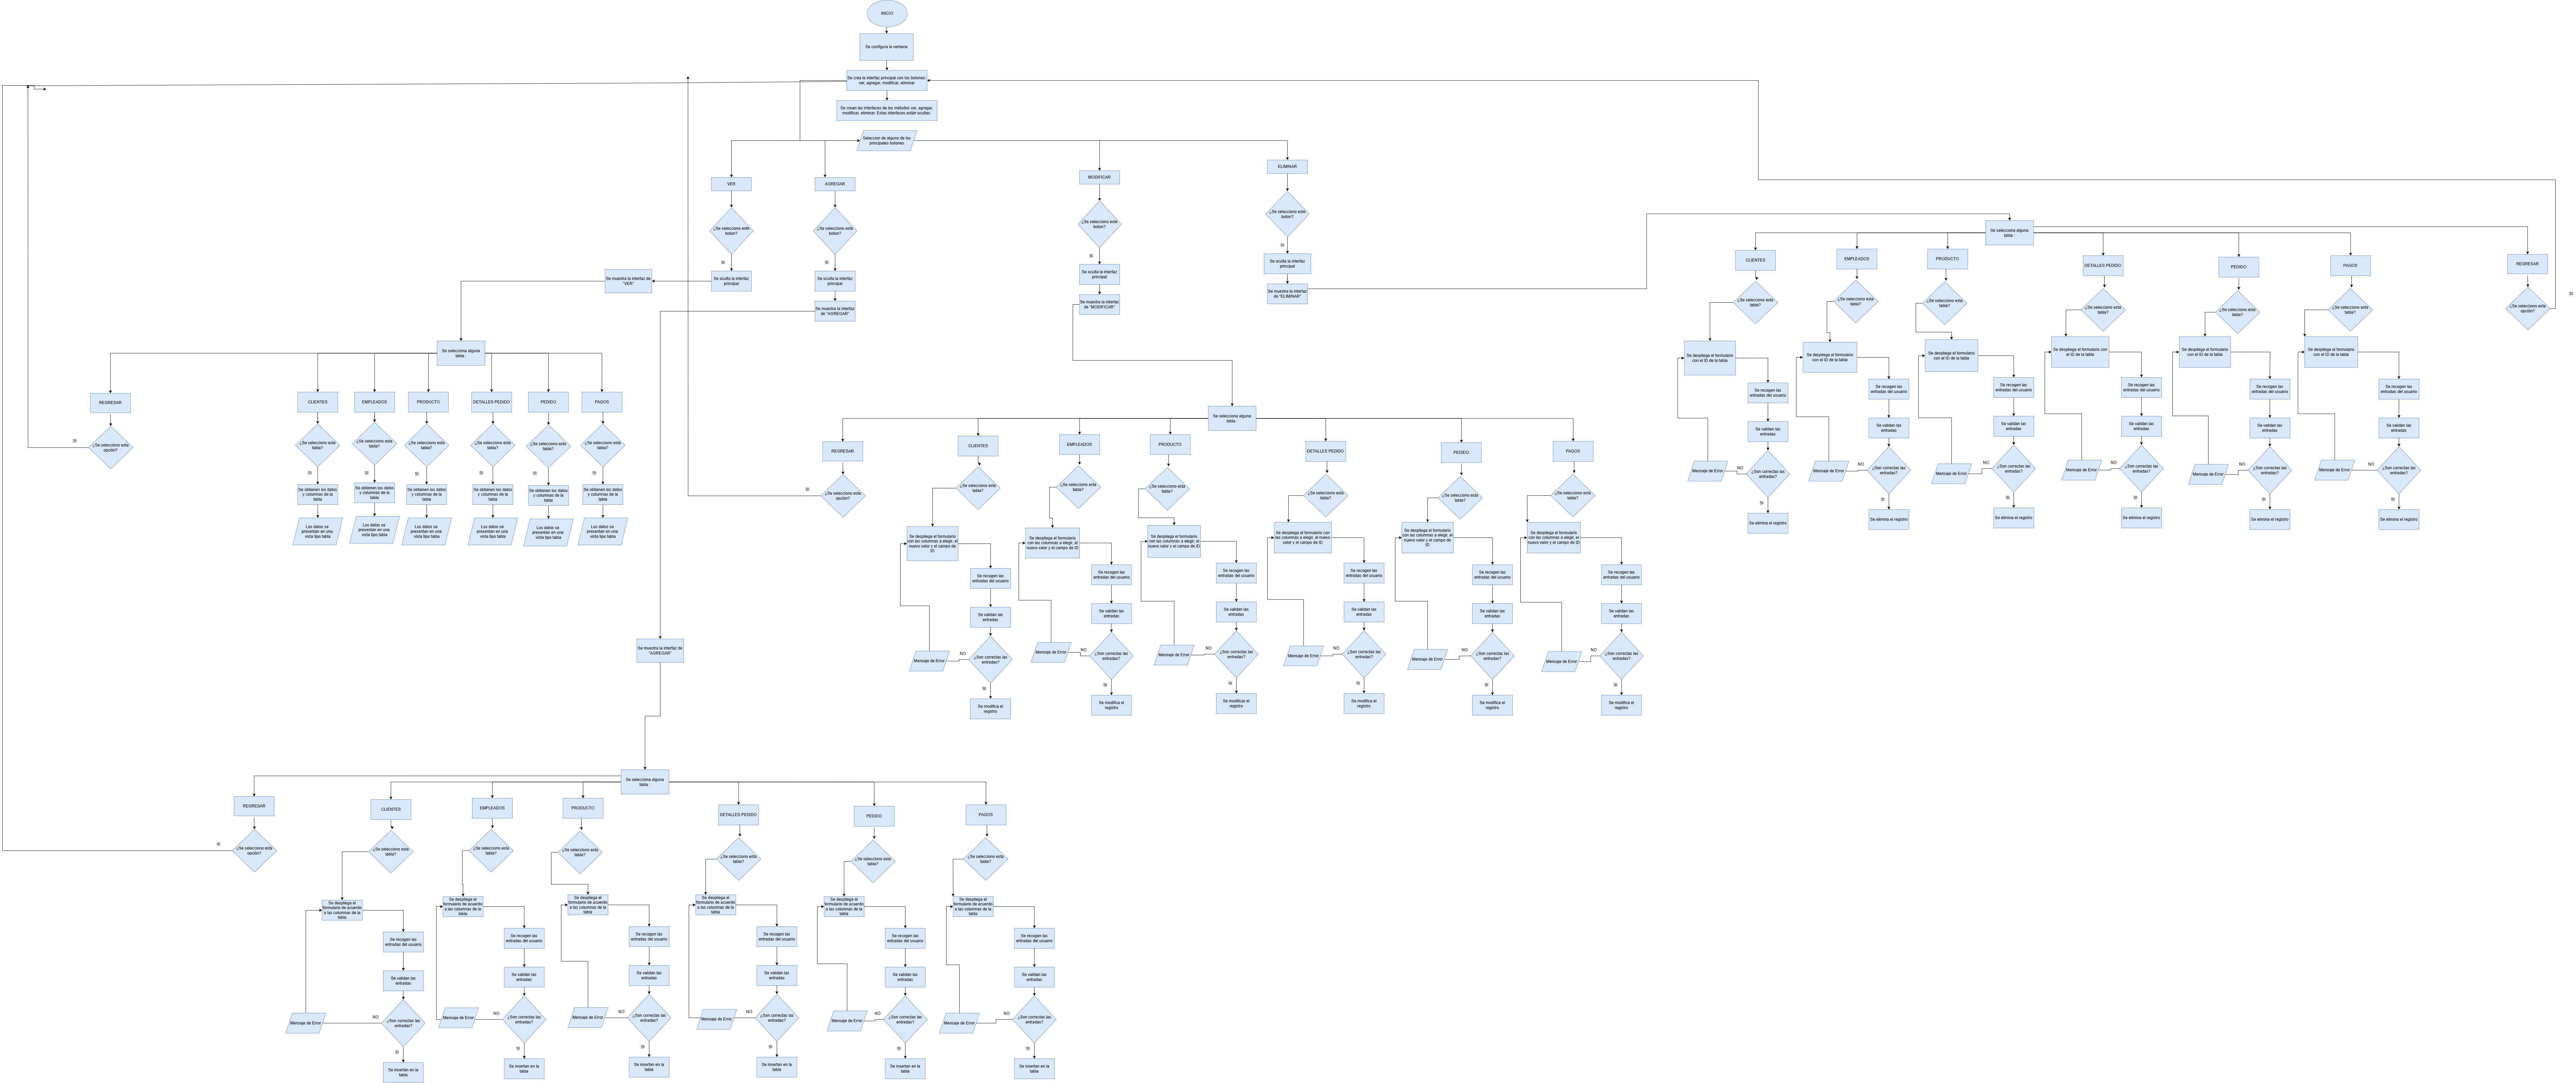 INICIO
Se configura la ventana
Se crea la interfaz principal con los botones
ver, agregar, modificar, eliminar
Se crean las interfaces de los métodos ver, agregar,
modificar, eliminar. Estas interfaces están ocultas.
Seleccion de alguno de los
principales botones
VER
¿Se selecciono este
boton?
SI
Se oculta la interfaz
principal
Se muestra la interfaz de
"VER"
AGREGAR
¿Se selecciono este
boton?
SI
Se oculta la interfaz
principal
Se muestra la interfaz
de "AGREGAR"
MODIFICAR
¿Se selecciono este
boton?
SI
Se oculta la interfaz
principal
Se muestra la interfaz
de "MODIFICAR"
ELIMINAR
¿Se selecciono este
boton?
SI
Se oculta la interfaz
principal
Se muestra la interfaz
de "ELIMINAR"
Se selecciona alguna
tabla :
REGRESAR
¿Se selecciono esta
opción?
SI
CLIENTES
¿Se selecciono esta
tabla?
SI
Se obtienen los datos
y columnas de la
tabla
Los datos se
presentan en una
vista tipo tabla
EMPLEADOS
¿Se selecciono esta
tabla?
SI
Se obtienen los datos
y columnas de la
tabla
Los datos se
presentan en una
vista tipo tabla
PRODUCTO
¿Se selecciono esta
tabla?
SI
Se obtienen los datos
y columnas de la
tabla
Los datos se
presentan en una
vista tipo tabla
DETALLES PEDIDO
¿Se selecciono esta
tabla?
SI
Se obtienen los datos
y columnas de la
tabla
Los datos se
presentan en una
vista tipo tabla
PEDIDO
¿Se selecciono esta
tabla?
SI
Se obtienen los datos
y columnas de la
tabla
Los datos se
presentan en una
vista tipo tabla
PAGOS
¿Se selecciono esta
tabla?
SI
Se obtienen los datos
y columnas de la
tabla
Los datos se
presentan en una
vista tipo tabla
Se selecciona alguna
tabla :
CLIENTES
¿Se selecciono esta
tabla?
Se despliega el formulario
con el ID de la tabla
Se recogen las
entradas del usuario
Se validan las
entradas
¿Son correctas las
entradas?
NO
Mensaje de Error
SI
Se elimina el registro
EMPLEADOS
¿Se selecciono esta
tabla?
Se despliega el formulario
con el ID de la tabla
Se recogen las
entradas del usuario
Se validan las
entradas
¿Son correctas las
entradas?
NO
Mensaje de Error
SI
Se elimina el registro
PRODUCTO
¿Se selecciono esta
tabla?
Se despliega el formulario
con el ID de la tabla
Se recogen las
entradas del usuario
Se validan las
entradas
¿Son correctas las
entradas?
NO
Mensaje de Error
SI
Se elimina el registro
DETALLES PEDIDO
¿Se selecciono esta
tabla?
Se despliega el formulario con
el ID de la tabla
Se recogen las
entradas del usuario
Se validan las
entradas
¿Son correctas las
entradas?
NO
Mensaje de Error
SI
Se elimina el registro
PEDIDO
¿Se selecciono esta
tabla?
Se despliega el formulario
con el ID de la tabla
Se recogen las
entradas del usuario
Se validan las
entradas
¿Son correctas las
entradas?
NO
Mensaje de Error
SI
Se elimina el registro
PAGOS
¿Se selecciono esta
tabla?
Se despliega el formulario
con el ID de la tabla
Se recogen las
entradas del usuario
Se validan las
entradas
¿Son correctas las
entradas?
NO
Mensaje de Error
SI
Se elimina el registro
REGRESAR
¿Se selecciono esta
opción?
SI
Se selecciona alguna
tabla :
REGRESAR
¿Se selecciono esta
opción?
SI
CLIENTES
¿Se selecciono esta
tabla?
Se despliega el formulario
con las columnas a elegir, el
nuevo valor y el campo de
ID
Se recogen las
entradas del usuario
Se validan las
entradas
¿Son correctas las
entradas?
NO
Mensaje de Error
SI
Se modifica el
registro
EMPLEADOS
¿Se selecciono esta
tabla?
Se despliega el formulario
con las columnas a elegir, el
nuevo valor y el campo de ID
Se recogen las
entradas del usuario
Se validan las
entradas
¿Son correctas las
entradas?
NO
Mensaje de Error
SI
Se modifica el
registro
PRODUCTO
¿Se selecciono esta
tabla?
Se despliega el formulario
con las columnas a elegir, el
nuevo valor y el campo de ID
Se recogen las
entradas del usuario
Se validan las
entradas
¿Son correctas las
entradas?
NO
Mensaje de Error
SI
Se modificar el
registro
DETALLES PEDIDO
¿Se selecciono esta
tabla?
Se despliega el formulario con
las columnas a elegir, el nuevo
valor y el campo de ID
Se recogen las
entradas del usuario
Se validan las
entradas
¿Son correctas las
entradas?
NO
Mensaje de Error
SI
Se modifica el
registro
PEDIDO
¿Se selecciono esta
tabla?
Se despliega el formulario
con las columnas a elegir, el
nuevo valor y el campo de
ID
Se recogen las
entradas del usuario
Se validan las
entradas
¿Son correctas las
entradas?
NO
Mensaje de Error
SI
Se modifica el
registro
PAGOS
¿Se selecciono esta
tabla?
Se despliega el formulario
con las columnas a elegir, el
nuevo valor y el campo de ID
Se recogen las
entradas del usuario
Se validan las
entradas
¿Son correctas las
entradas?
NO
Mensaje de Error
SI
Se modifica el
registro
Se muestra la interfaz de
"AGREGAR"
Se selecciona alguna
tabla :
REGRESAR
¿Se selecciono esta
opción?
SI
CLIENTES
¿Se selecciono esta
tabla?
Se despliega el
formulario de acuerdo
a las columnas de la
tabla
Se recogen las
entradas del usuario
Se validan las
entradas
¿Son correctas las
entradas?
NO
Mensaje de Error
SI
Se insertan en la
tabla
EMPLEADOS
¿Se selecciono esta
tabla?
Se despliega el
formulario de acuerdo
a las columnas de la
tabla
Se recogen las
entradas del usuario
Se validan las
entradas
¿Son correctas las
entradas?
NO
Mensaje de Error
SI
Se insertan en la
tabla
PRODUCTO
¿Se selecciono esta
tabla?
Se despliega el
formulario de acuerdo
a las columnas de la
tabla
Se recogen las
entradas del usuario
Se validan las
entradas
¿Son correctas las
entradas?
NO
Mensaje de Error
SI
Se insertan en la
tabla
DETALLES PEDIDO
¿Se selecciono esta
tabla?
Se despliega el
formulario de acuerdo
a las columnas de la
tabla
Se recogen las
entradas del usuario
Se validan las
entradas
¿Son correctas las
entradas?
NO
Mensaje de Error
SI
Se insertan en la
tabla
PEDIDO
¿Se selecciono esta
tabla?
Se despliega el
formulario de acuerdo
a las columnas de la
tabla
Se recogen las
entradas del usuario
Se validan las
entradas
¿Son correctas las
entradas?
NO
Mensaje de Error
SI
Se insertan en la
tabla
PAGOS
¿Se selecciono esta
tabla?
Se despliega el
formulario de acuerdo
a las columnas de la
tabla
Se recogen las
entradas del usuario
Se validan las
entradas
¿Son correctas las
entradas?
NO
Mensaje de Error
SI
Se insertan en la
tabla